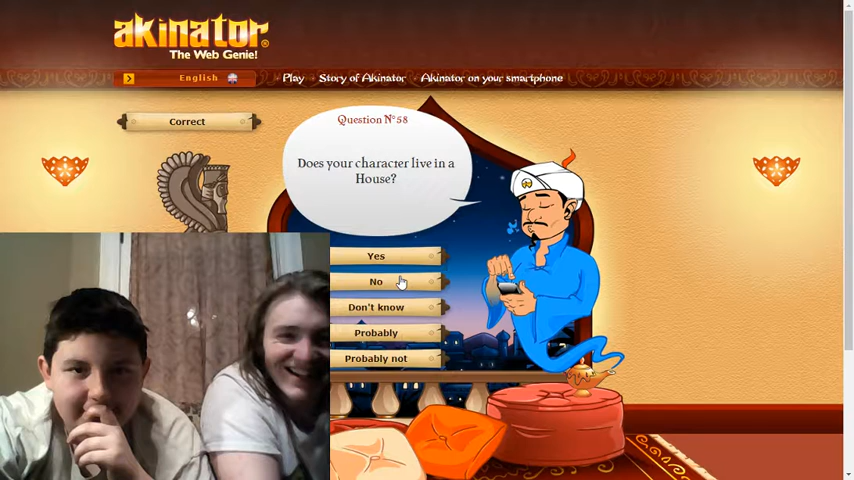 akinator®
The Web Genie!
English
Play
Story of Akinator
Akinator on your smartphone
Correct
Question N°58
Does your character live in a
House?
Yes
No
Don't know
Probably
Probably not